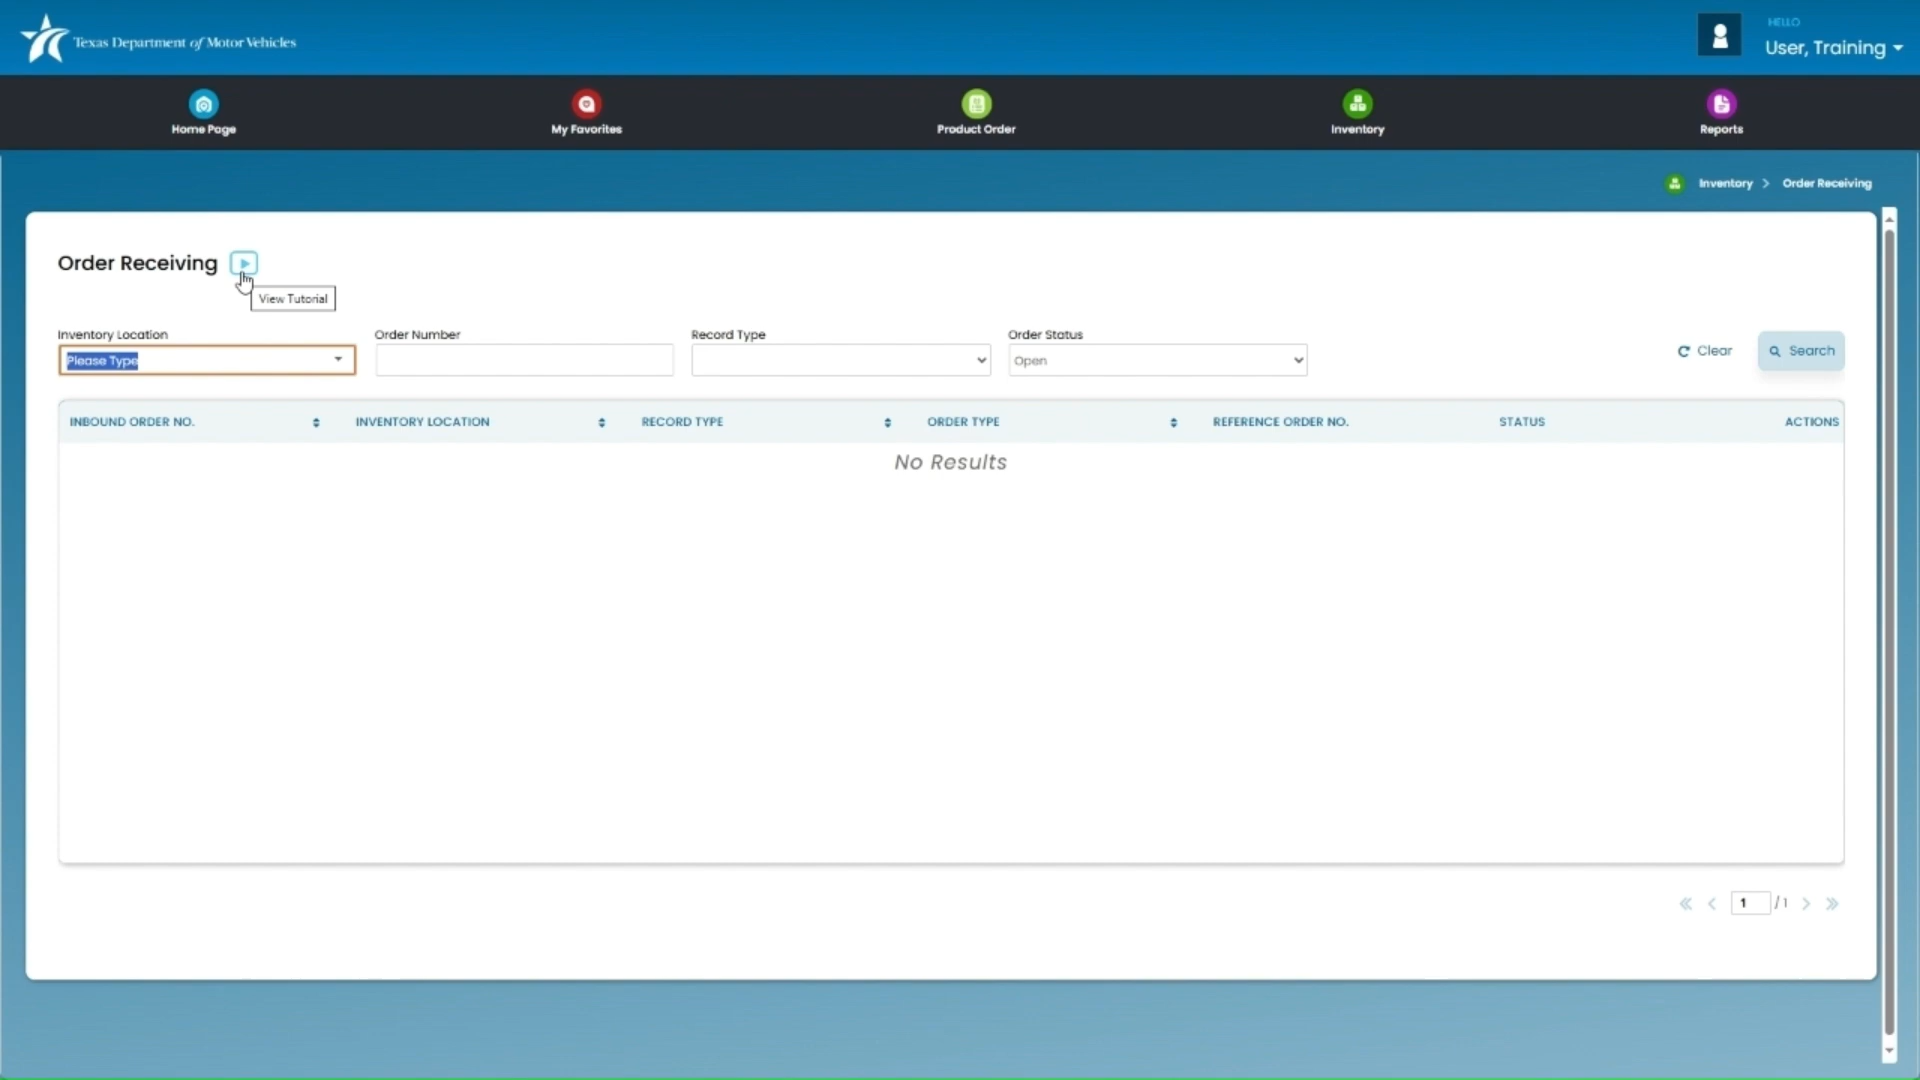 Texas Department of Motor Vehicles
HELLO
User, Training
Home Page
My Favorites
Product Order
Inventory
Reports
Inventory > Order Receiving
Order Receiving
View Tutorial
Inventory Location
Order Number
Record Type
Order Status
Please Type
Open
Clear
Search
INBOUND ORDER NO. INVENTORY LOCATION RECORD TYPE ORDER TYPE REFERENCE ORDER NO. STATUS ACTIONS
No Results
1 / 1